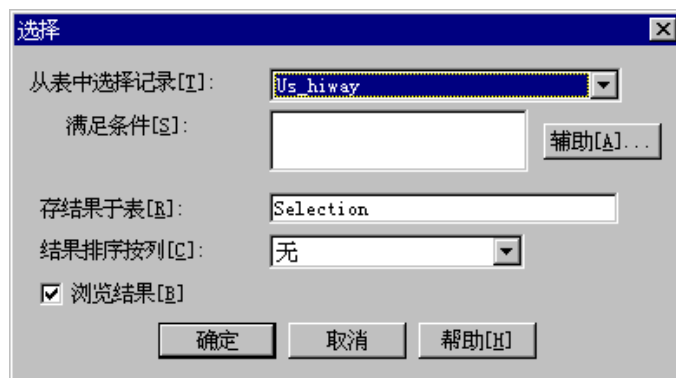 选择
从表中选择记录[T]: Us_hiway
满足条件[S]: 辅助[A]...
存结果于表[R]: Selection
结果排序按列[C]: 无
浏览结果[B]
确定 取消 帮助[H]